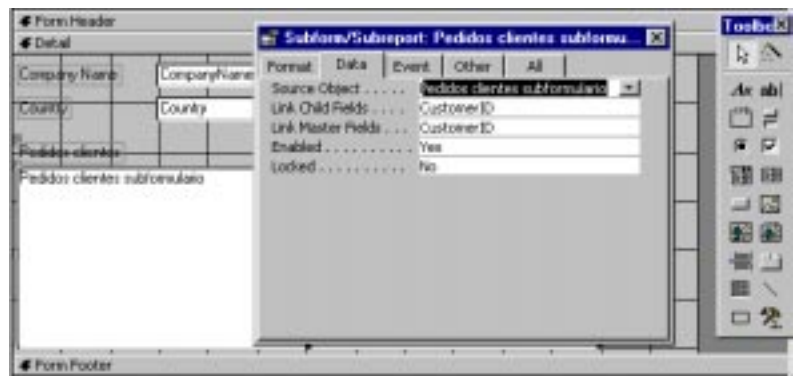 Form Header
Detail
Company Name
CompanyName
Country
Country
Pedidos clientes
Pedidos clientes subformulario
Subform/Subreport: Pedidos clientes subformu...
Format Data Event Other All
Source Object . . . . . Pedidos clientes subformulario
Link Child Fields . . . . CustomerID
Link Master Fields . . . CustomerID
Enabled . . . . . . . . . . Yes
Locked . . . . . . . . . . No
Toolbox
Aa ab|
Form Footer